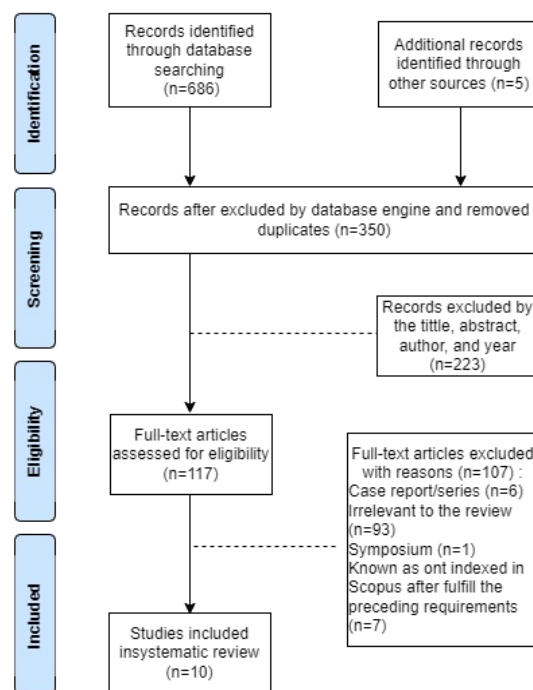 Identification
Records identified
through database
searching
(n=686)
Additional records
identified through
other sources (n=5)
Screening
Records after excluded by database engine and removed
duplicates (n=350)
Records excluded by
the tittle, abstract,
author, and year
(n=223)
Eligibility
Full-text articles
assessed for eligibility
(n=117)
Full-text articles excluded
with reasons (n=107) :
Case report/series (n=6)
Irrelevant to the review
(n=93)
Symposium (n=1)
Known as ont indexed in
Scopus after fulfill the
preceding requirements
(n=7)
Included
Studies included
insystematic review
(n=10)